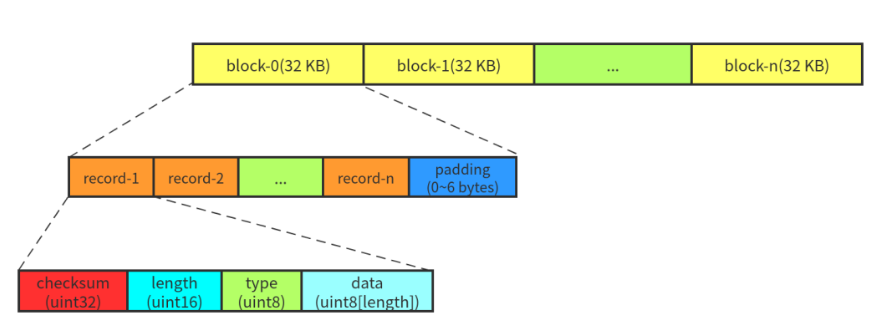 block-0(32 KB)
block-1(32 KB)
...
block-n(32 KB)
record-1
record-2
...
record-n
padding
(0~6 bytes)
checksum
(uint32)
length
(uint16)
type
(uint8)
data
(uint8[length])